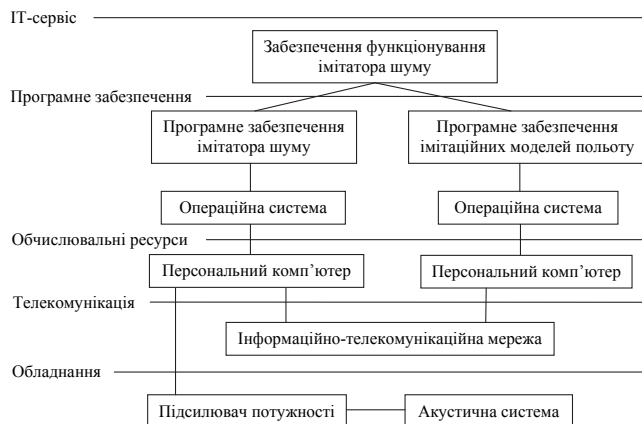 ІТ-сервіс
Забезпечення функціонування
імітатора шуму
Програмне забезпечення
Програмне забезпечення
імітатора шуму
Програмне забезпечення
імітаційних моделей польоту
Операційна система
Операційна система
Обчислювальні ресурси
Персональний комп’ютер
Персональний комп’ютер
Телекомунікація
Інформаційно-телекомунікаційна мережа
Обладнання
Підсилювач потужності
Акустична система